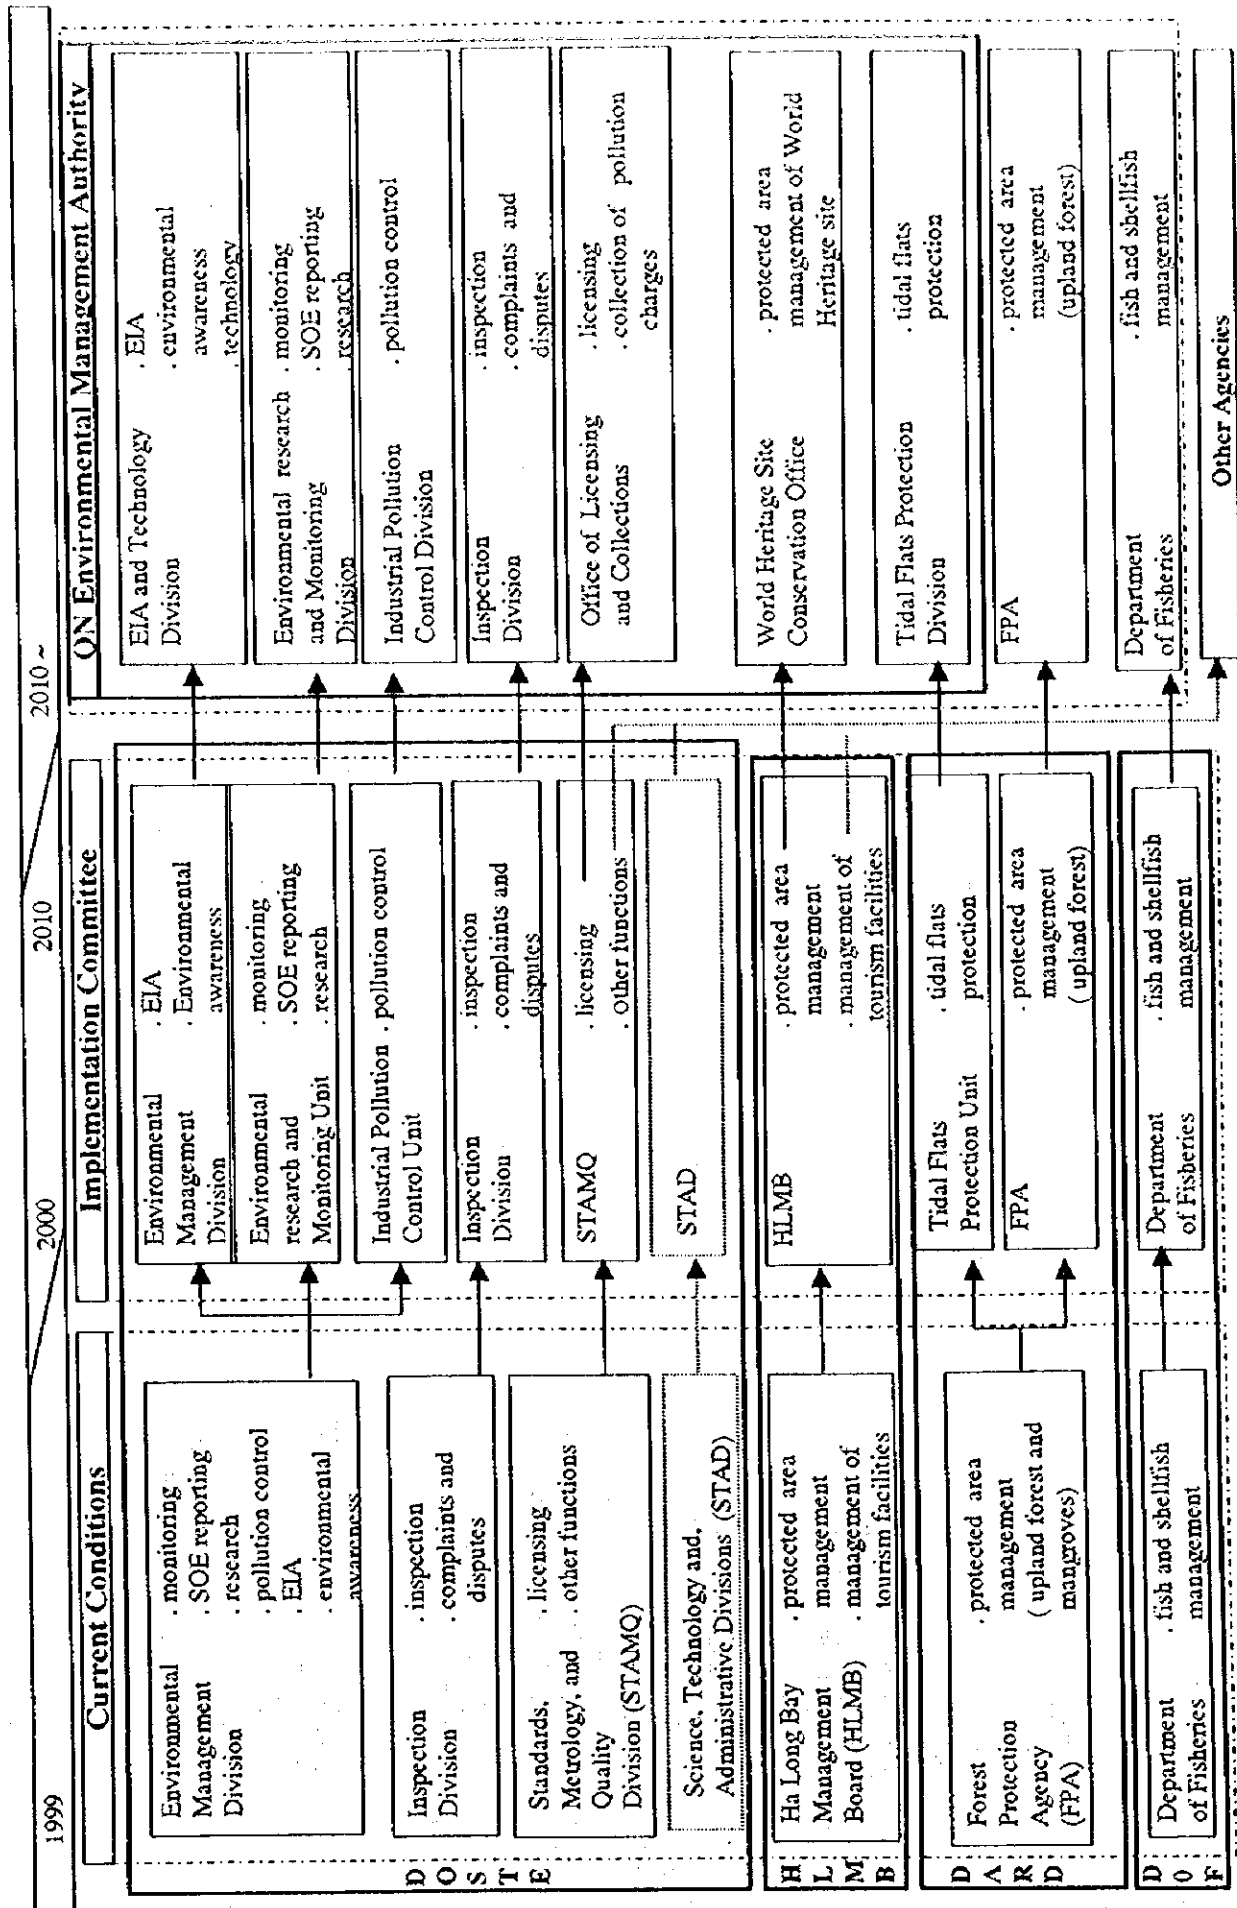 1999
2000
2010
2010 ~
Current Conditions
D
O
S
T
E
Environmental
Management
Division
. monitoring
. SOE reporting
. research
. pollution control
. EIA
. environmental
awareness
Inspection
Division
. inspection
. complaints and
disputes
Standards,
Metrology, and
Quality
Division (STAMQ)
. licensing
. other functions
Science, Technology and,
Administrative Divisions (STAD)
H
L
M
B
Ha Long Bay
Management
Board (HLMB)
. protected area
management
. management of
tourism facilities
D
A
R
D
Forest
Protection
Agency
(FPA)
. protected area
management
( upland forest and
mangroves)
D
O
F
Department
of Fisheries
. fish and shellfish
management
Implementation Committee
Environmental
Management
Division
. EIA
. Environmental
awareness
Environmental
research and
Monitoring Unit
. monitoring
. SOE reporting
. research
Industrial Pollution
Control Unit
. pollution control
Inspection
Division
. inspection
. complaints and
disputes
STAMQ
. licensing
. other functions
STAD
HLMB
. protected area
management
. management of
tourism facilities
Tidal Flats
Protection Unit
. tidal flats
protection
FPA
. protected area
management
(upland forest)
Department
of Fisheries
. fish and shellfish
management
QN Environmental Management Authority
EIA and Technology
Division
. EIA
. environmental
awareness
. technology
Environmental research
and Monitoring
Division
. monitoring
. SOE reporting
. research
Industrial Pollution
Control Division
. pollution control
Inspection
Division
. inspection
. complaints and
disputes
Office of Licensing
and Collections
. licensing
. collection of pollution
charges
World Heritage Site
Conservation Office
. protected area
management of World
Heritage site
Tidal Flats Protection
Division
. tidal flats
protection
FPA
. protected area
management
(upland forest)
Department
of Fisheries
. fish and shellfish
management
Other Agencies